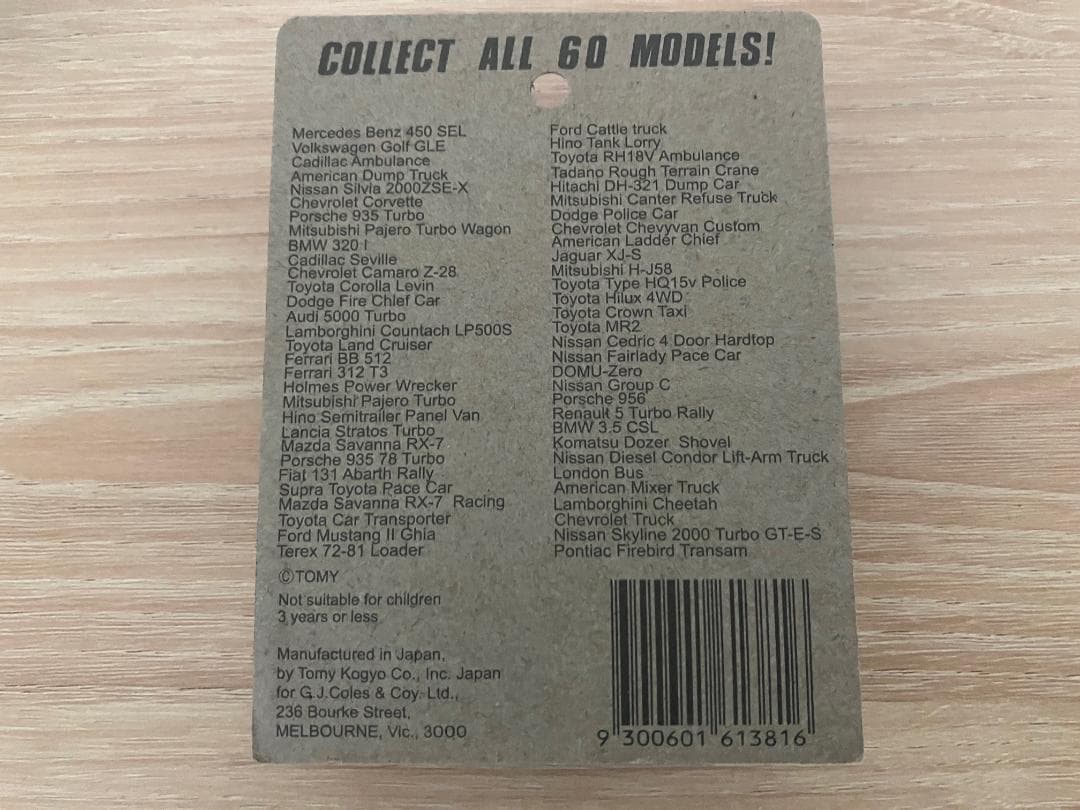 COLLECT ALL 60 MODELS!
Mercedes Benz 450 SEL
Volkswagen Golf GLE
Cadillac Ambulance
American Dump Truck
Nissan Silvia 2000ZSE-X
Chevrolet Corvette
Porsche 935 Turbo
Mitsubishi Pajero Turbo Wagon
BMW 320 I
Cadillac Seville
Chevrolet Camaro Z-28
Toyota Corolla Levin
Dodge Fire Chief Car
Audi 5000 Turbo
Lamborghini Countach LP500S
Toyota Land Cruiser
Ferrari BB 512
Ferrari 312 T3
Holmes Power Wrecker
Mitsubishi Pajero Turbo
Hino Semitrailer Panel Van
Lancia Stratos Turbo
Mazda Savanna RX-7
Porsche 935 78 Turbo
Fiat 131 Abarth Rally
Supra Toyota Pace Car
Mazda Savanna RX-7 Racing
Toyota Car Transporter
Ford Mustang II Ghia
Terex 72-81 Loader
Ford Cattle truck
Hino Tank Lorry
Toyota RH18V Ambulance
Tadano Rough Terrain Crane
Hitachi DH-321 Dump Car
Mitsubishi Canter Refuse Truck
Dodge Police Car
Chevrolet Chevyvan Custom
American Ladder Chief
Jaguar XJ-S
Mitsubishi H-J58
Toyota Type HQ15v Police
Toyota Hilux 4WD
Toyota Crown Taxi
Toyota MR2
Nissan Cedric 4 Door Hardtop
Nissan Fairlady Pace Car
DOMU-Zero
Nissan Group C
Porsche 956
Renault 5 Turbo Rally
BMW 3.5 CSL
Komatsu Dozer Shovel
Nissan Diesel Condor Lift-Arm Truck
London Bus
American Mixer Truck
Lamborghini Cheetah
Chevrolet Truck
Nissan Skyline 2000 Turbo GT-E-S
Pontiac Firebird Transam
©TOMY
Not suitable for children
3 years or less
Manufactured in Japan,
by Tomy Kogyo Co., Inc. Japan
for G.J.Coles & Coy. Ltd.,
236 Bourke Street,
MELBOURNE, Vic., 3000
9 300601 613816